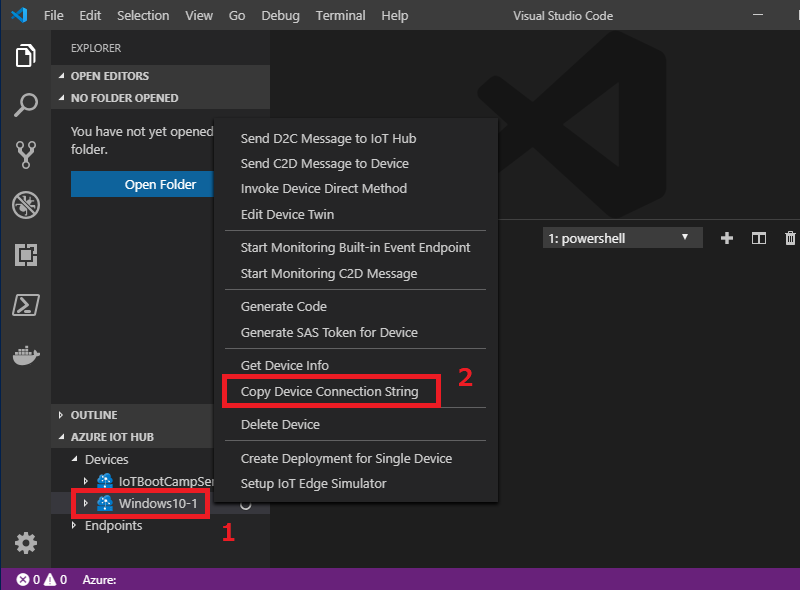 File Edit Selection View Go Debug Terminal Help Visual Studio Code
EXPLORER
OPEN EDITORS
NO FOLDER OPENED
You have not yet opened
folder.
Open Folder
Send D2C Message to IoT Hub
Send C2D Message to Device
Invoke Device Direct Method
Edit Device Twin
Start Monitoring Built-in Event Endpoint
Start Monitoring C2D Message
Generate Code
Generate SAS Token for Device
Get Device Info
Copy Device Connection String
2
Delete Device
Create Deployment for Single Device
Setup IoT Edge Simulator
1: powershell
OUTLINE
AZURE IOT HUB
Devices
IoTBootCampSer
Windows10-1
1
Endpoints
0 0 Azure: